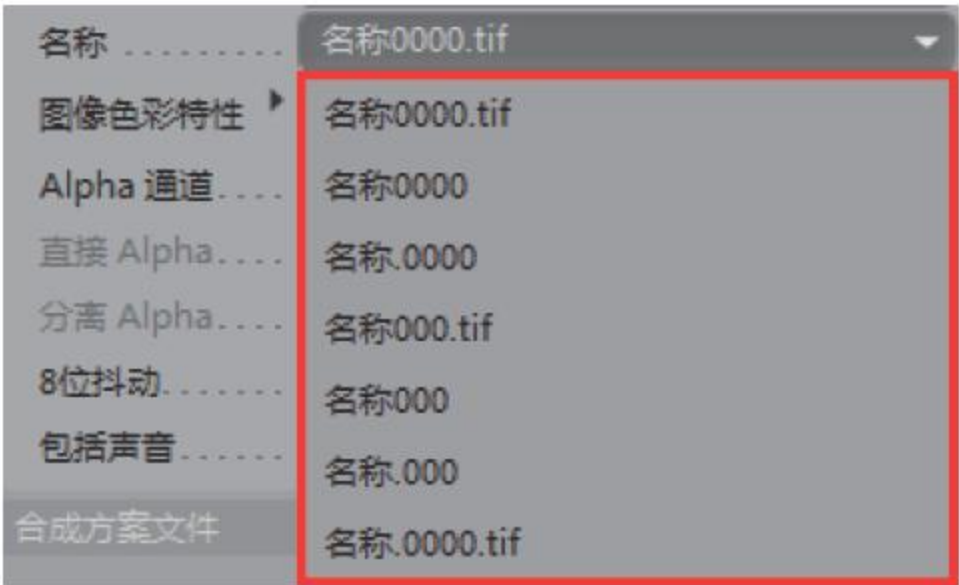 名称 ......... 名称0000.tif
图像色彩特性 名称0000.tif
Alpha 通道.... 名称0000
直接 Alpha.... 名称.0000
分离 Alpha.... 名称000.tif
8位抖动....... 名称000
包括声音...... 名称.000
合成方案文件 名称.0000.tif